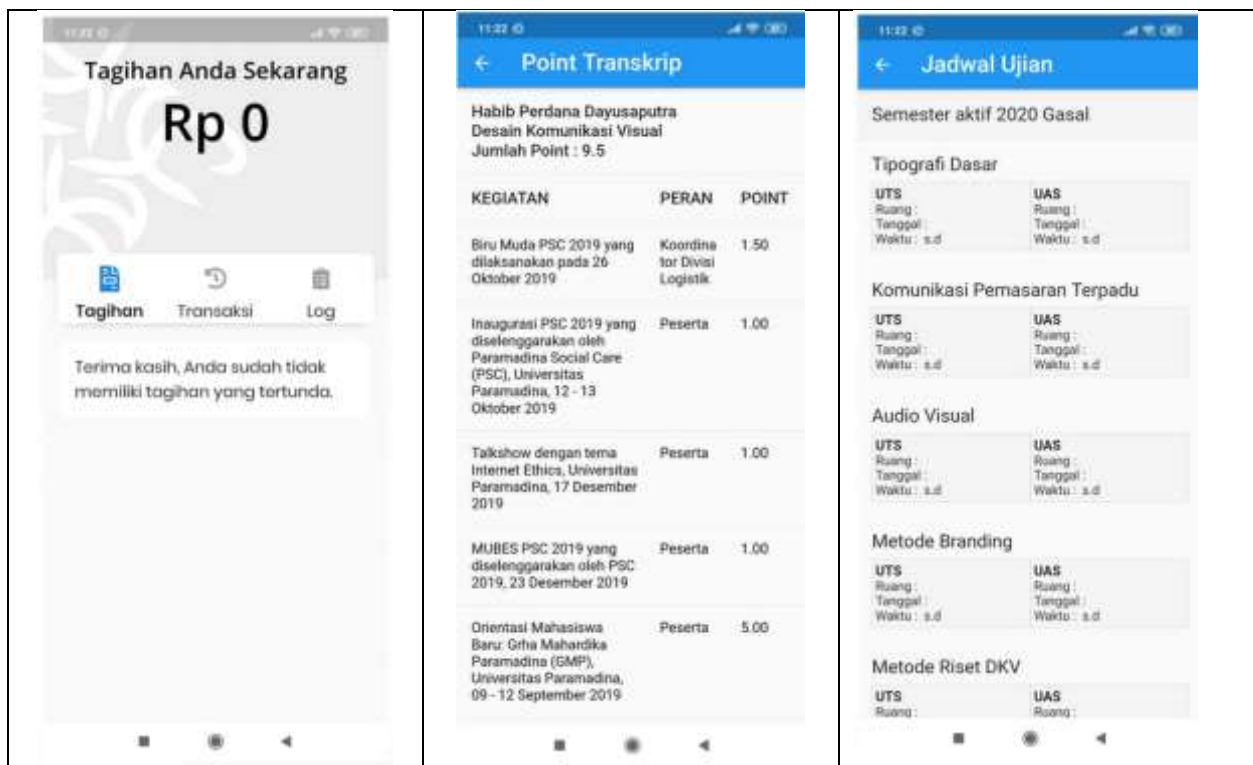 11:22
Tagihan Anda Sekarang
Rp 0
Tagihan Transaksi Log
Terima kasih, Anda sudah tidak
memiliki tagihan yang tertunda.
11:22
Point Transkrip
Habib Perdana Dayusaputra
Desain Komunikasi Visual
Jumlah Point : 9.5
KEGIATAN PERAN POINT
Biru Muda PSC 2019 yang Koordina 1.50
dilaksanakan pada 26 tor Divisi
Oktober 2019 Logistik
Inaugurasi PSC 2019 yang Peserta 1.00
diselenggarakan oleh
Paramadina Social Care
(PSC), Universitas
Paramadina, 12 - 13
Oktober 2019
Talkshow dengan tema Peserta 1.00
Internet Ethics, Universitas
Paramadina, 17 Desember
2019
MUBES PSC 2019 yang Peserta 1.00
diselenggarakan oleh PSC
2019, 23 Desember 2019
Orientasi Mahasiswa Peserta 5.00
Baru: Grha Mahardika
Paramadina (GMP),
Universitas Paramadina,
09 - 12 September 2019
11:22
Jadwal Ujian
Semester aktif 2020 Gasal
Tipografi Dasar
UTS UAS
Ruang : Ruang :
Tanggal : Tanggal :
Waktu : s.d Waktu : s.d
Komunikasi Pemasaran Terpadu
UTS UAS
Ruang : Ruang :
Tanggal : Tanggal :
Waktu : s.d Waktu : s.d
Audio Visual
UTS UAS
Ruang : Ruang :
Tanggal : Tanggal :
Waktu : s.d Waktu : s.d
Metode Branding
UTS UAS
Ruang : Ruang :
Tanggal : Tanggal :
Waktu : s.d Waktu : s.d
Metode Riset DKV
UTS UAS
Ruang : Ruang :